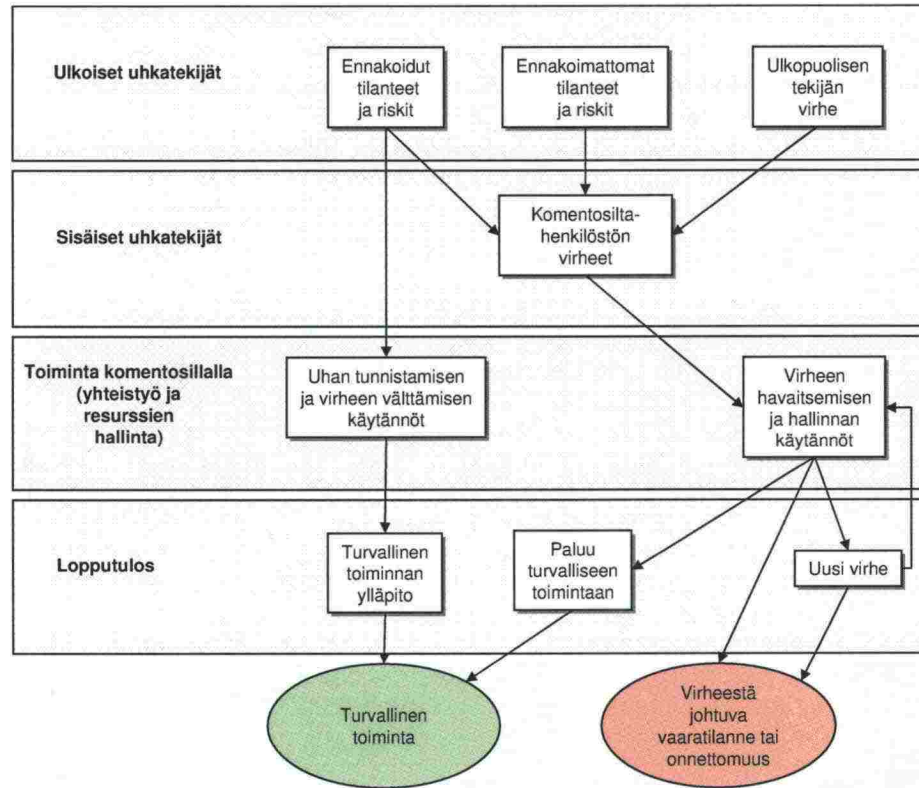 Ulkoiset uhkatekijät
Ennakoidut
tilanteet
ja riskit
Ennakoimattomat
tilanteet
ja riskit
Ulkopuolisen
tekijän
virhe
Sisäiset uhkatekijät
Komentosilta-
henkilöstön
virheet
Toiminta komentosillalla
(yhteistyö ja
resurssien
hallinta)
Uhan tunnistamisen
ja virheen välttämisen
käytännöt
Virheen
havaitsemisen
ja hallinnan
käytännöt
Lopputulos
Turvallinen
toiminnan
ylläpito
Paluu
turvalliseen
toimintaan
Uusi virhe
Turvallinen
toiminta
Virheestä
johtuva
vaaratilanne tai
onnettomuus